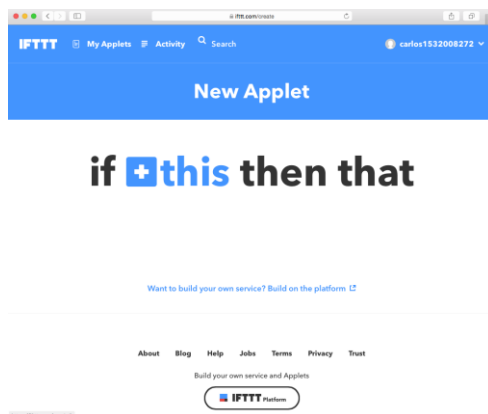 ifttt.com/create
IFTTT My Applets Activity Search carlos1532008272
New Applet
if this then that
Want to build your own service? Build on the platform
About Blog Help Jobs Terms Privacy Trust
Build your own service and Applets
IFTTT Platform